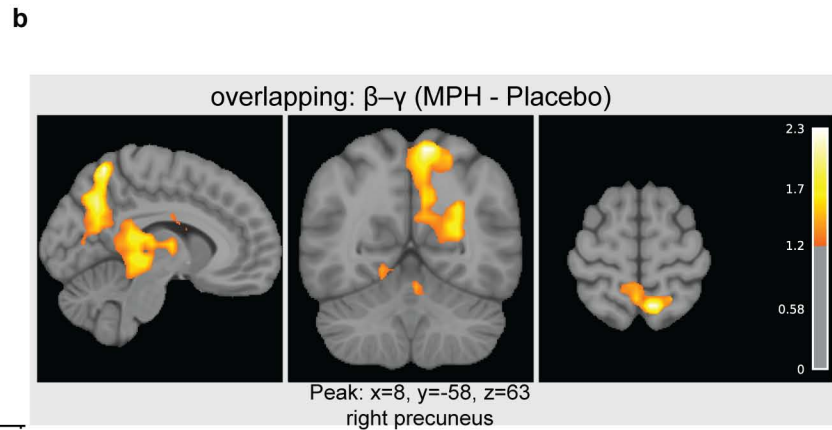 b
overlapping: β–γ (MPH - Placebo)
2.3
1.7
1.2
0.58
0
Peak: x=8, y=-58, z=63
right precuneus